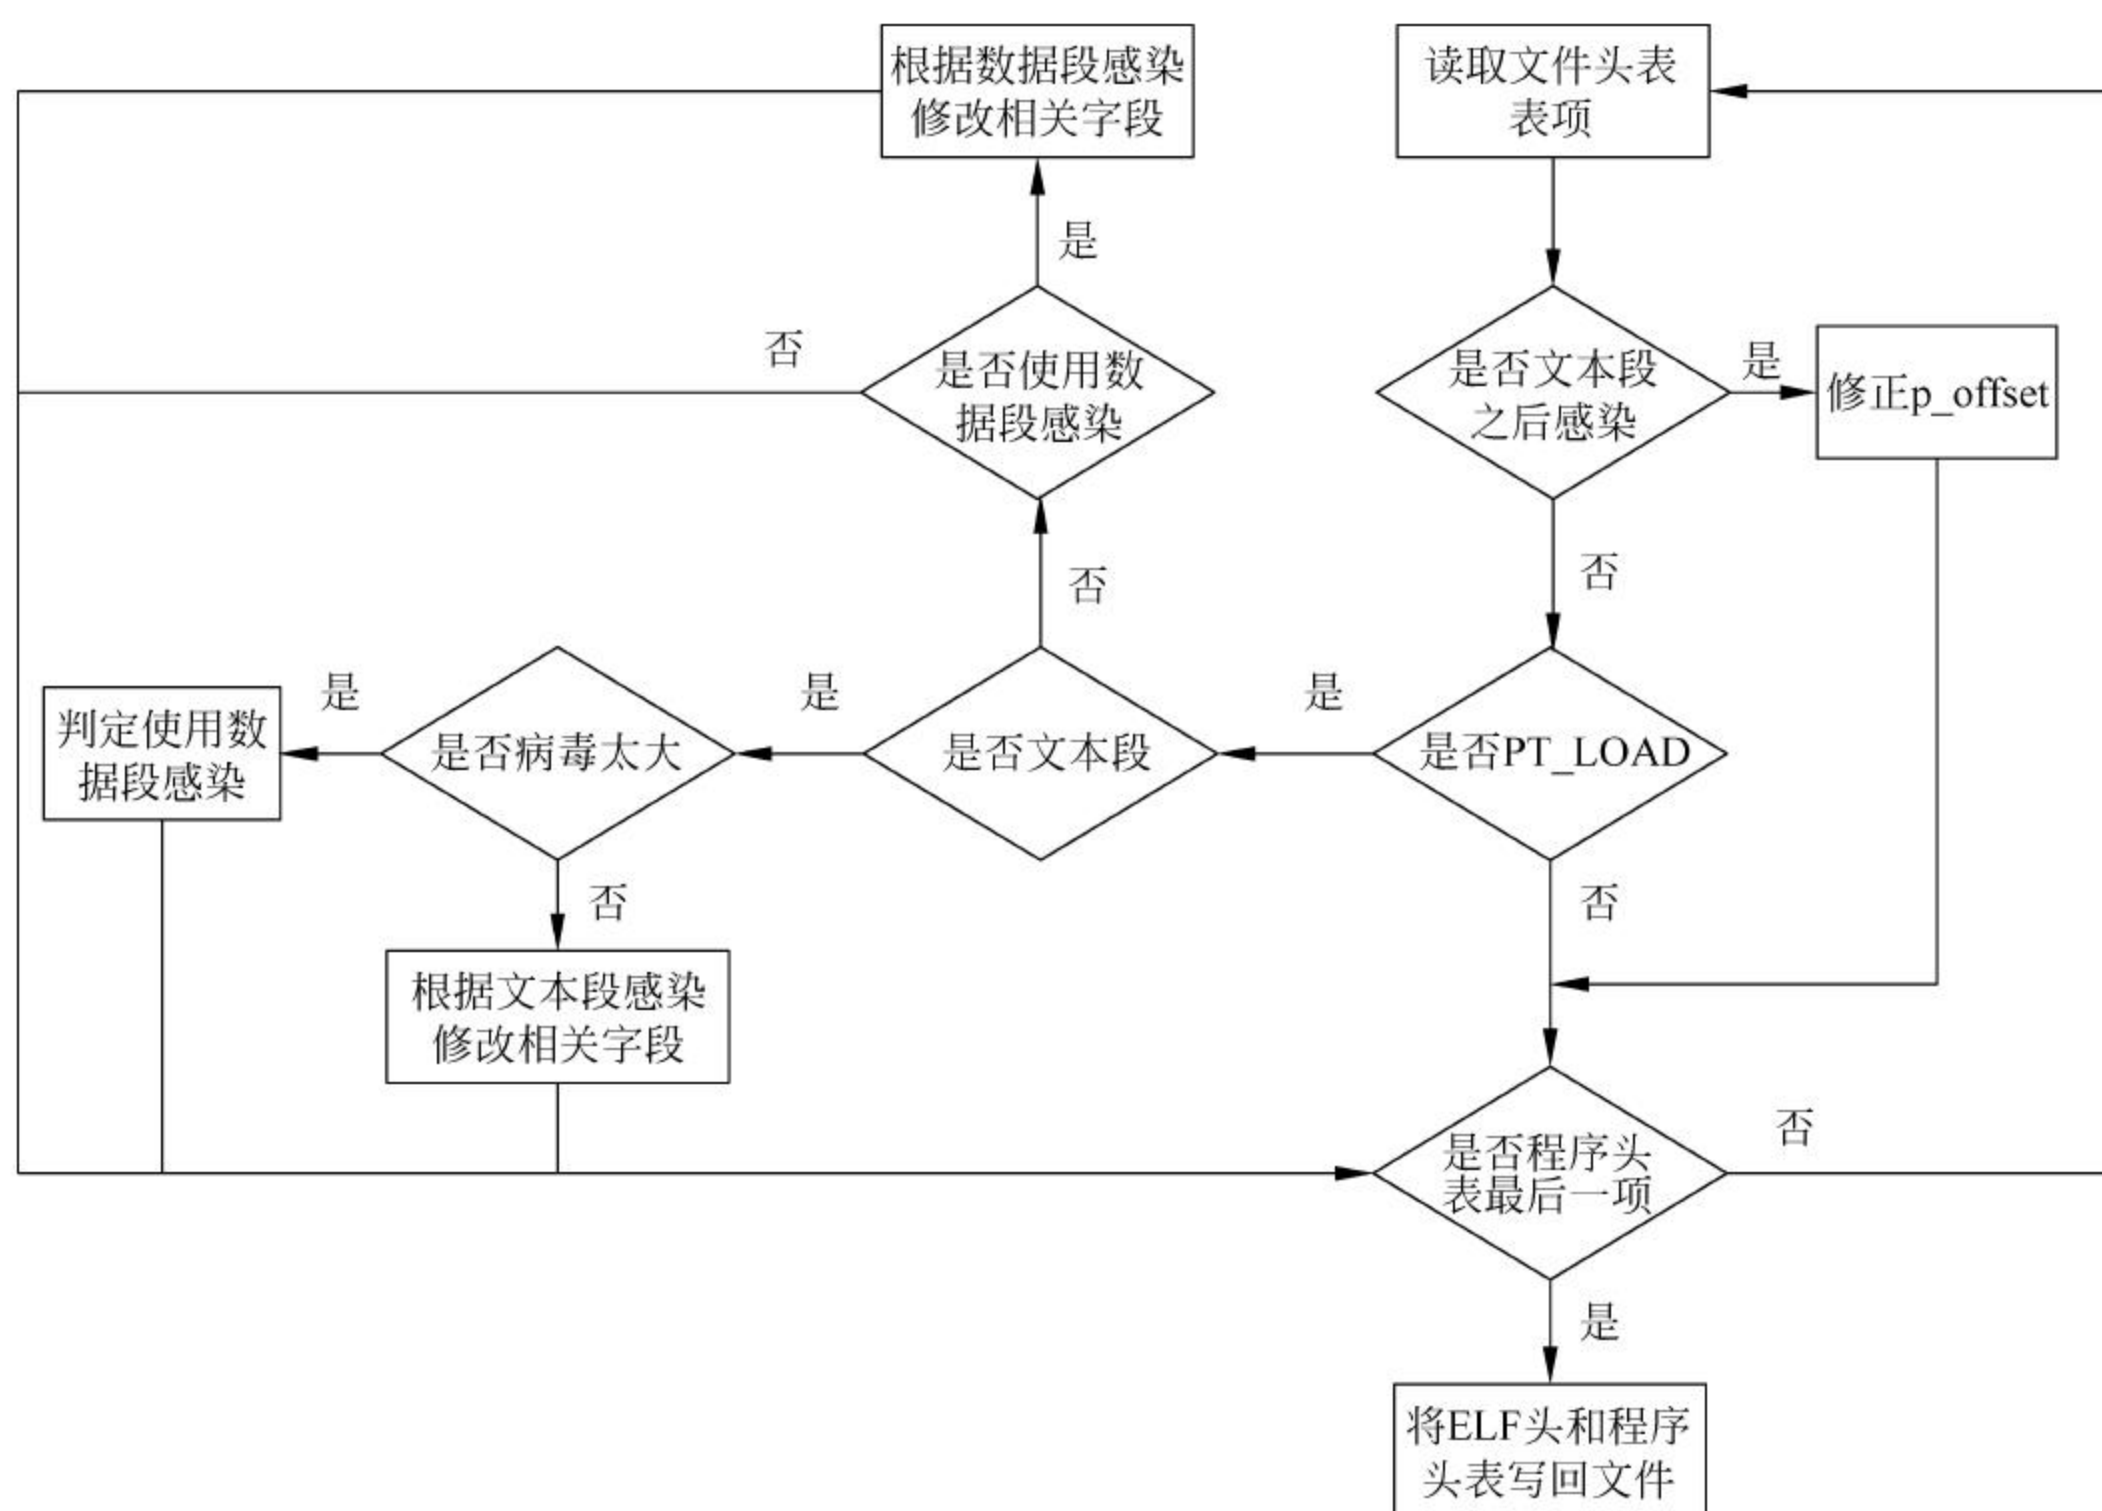 根据数据段感染
修改相关字段
读取文件头表
表项
是
否
是否使用数
据段感染
是否文本段
之后感染
是
修正p_offset
否
否
是
是
是
判定使用数
据段感染
是否病毒太大
是否文本段
是否PT_LOAD
否
否
根据文本段感染
修改相关字段
否
是否程序头
表最后一项
是
将ELF头和程序
头表写回文件